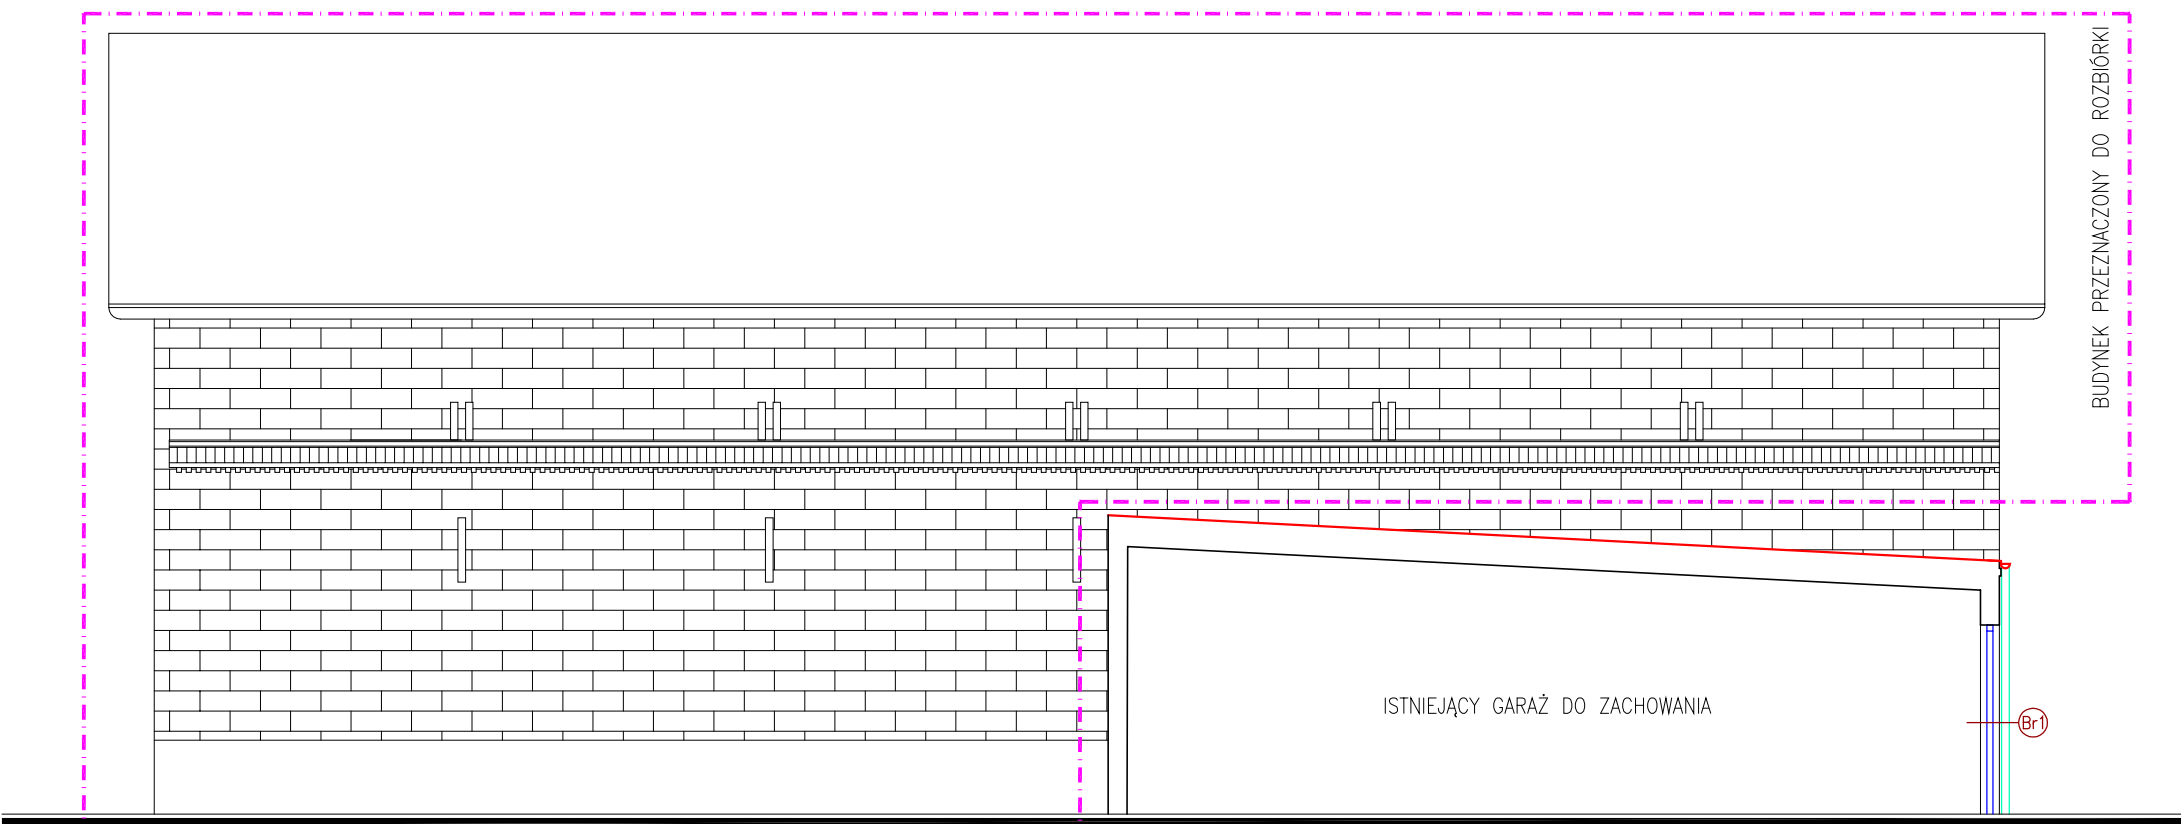 BUDYNEK PRZEZNACZONY DO ROZBIÓRKI
ISTNIEJĄCY GARAŻ DO ZACHOWANIA
Br1